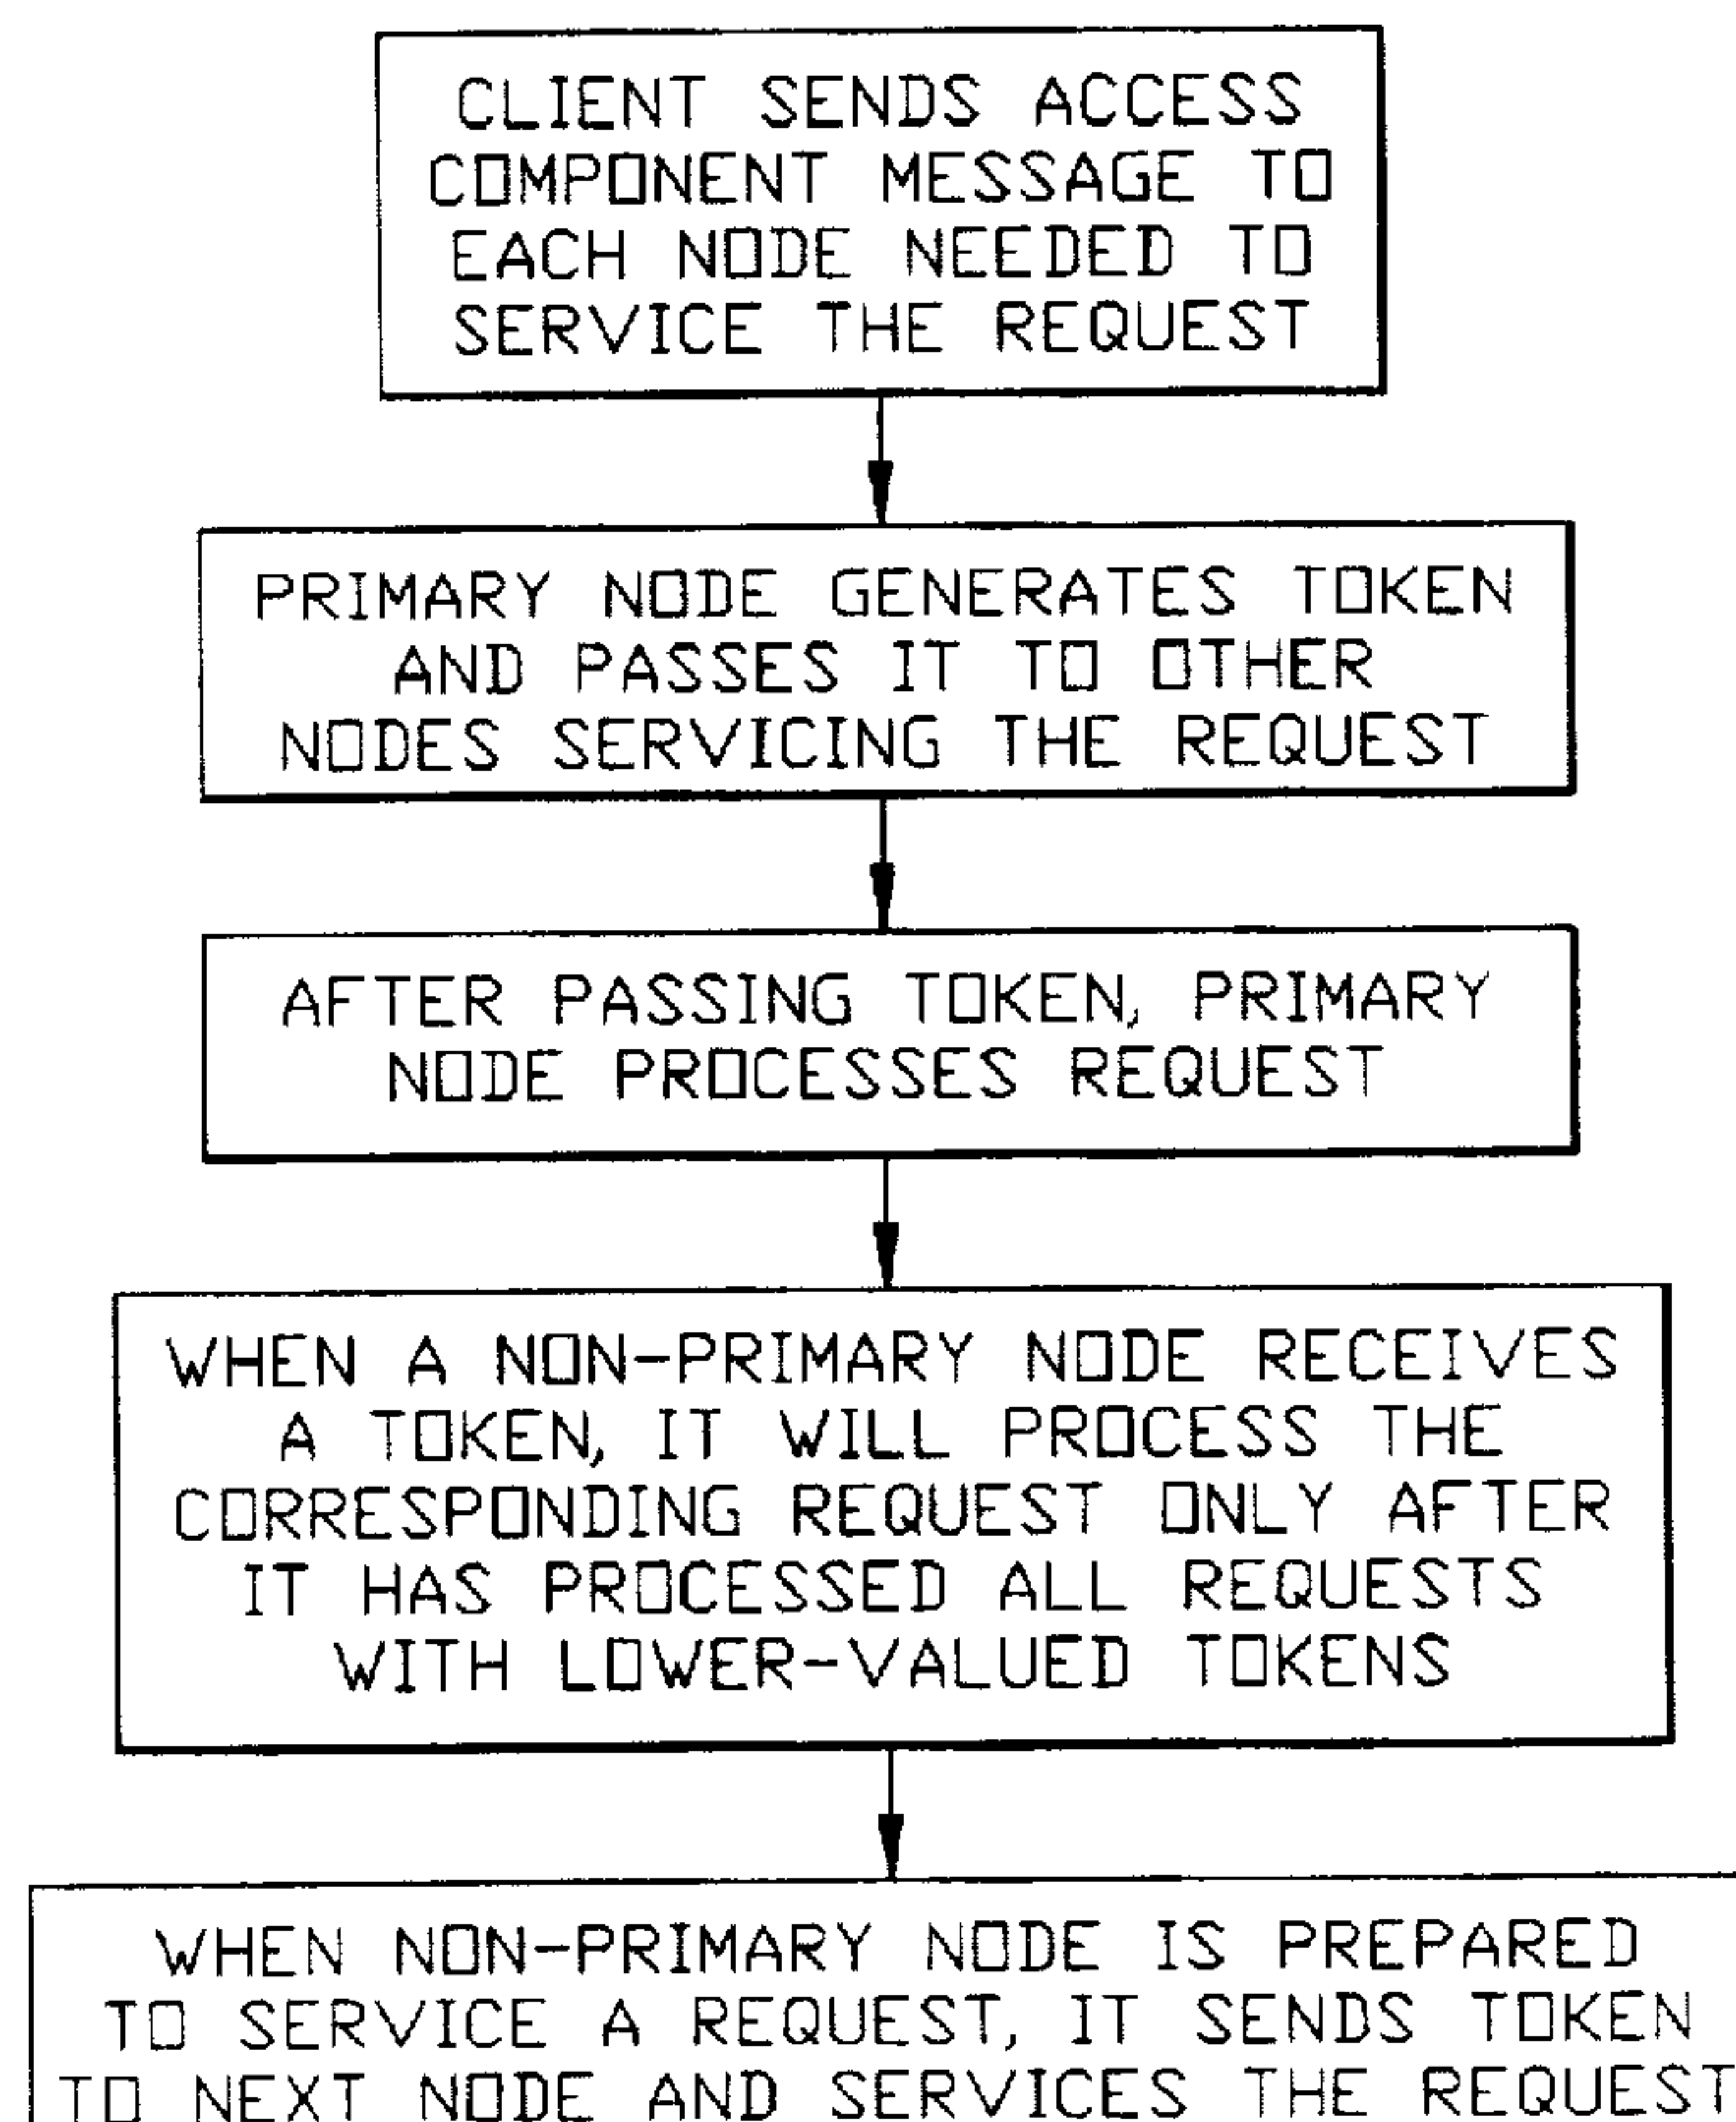 CLIENT SENDS ACCESS
COMPONENT MESSAGE TO
EACH NODE NEEDED TO
SERVICE THE REQUEST
PRIMARY NODE GENERATES TOKEN
AND PASSES IT TO OTHER
NODES SERVICING THE REQUEST
AFTER PASSING TOKEN, PRIMARY
NODE PROCESSES REQUEST
WHEN A NON-PRIMARY NODE RECEIVES
A TOKEN, IT WILL PROCESS THE
CORRESPONDING REQUEST ONLY AFTER
IT HAS PROCESSED ALL REQUESTS
WITH LOWER-VALUED TOKENS
WHEN NON-PRIMARY NODE IS PREPARED
TO SERVICE A REQUEST, IT SENDS TOKEN
TO NEXT NODE AND SERVICES THE REQUEST